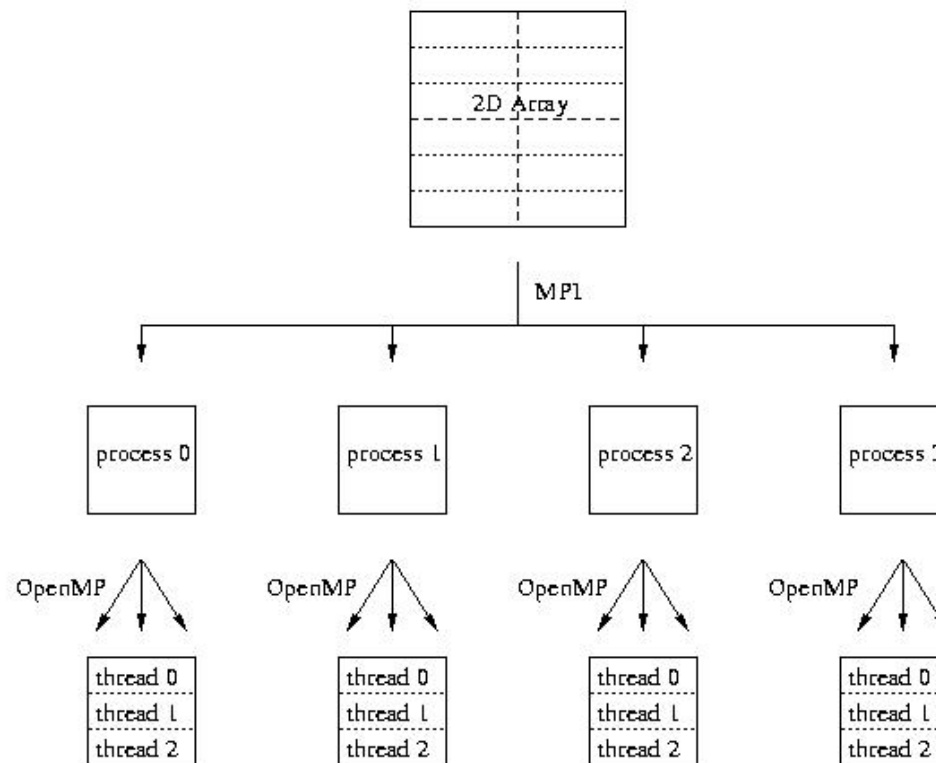 2D Array
MPI
process 0
process 1
process 2
process
OpenMP
OpenMP
OpenMP
OpenMP
thread 0
thread 1
thread 2
thread 0
thread 1
thread 2
thread 0
thread 1
thread 2
thread 0
thread 1
thread 2